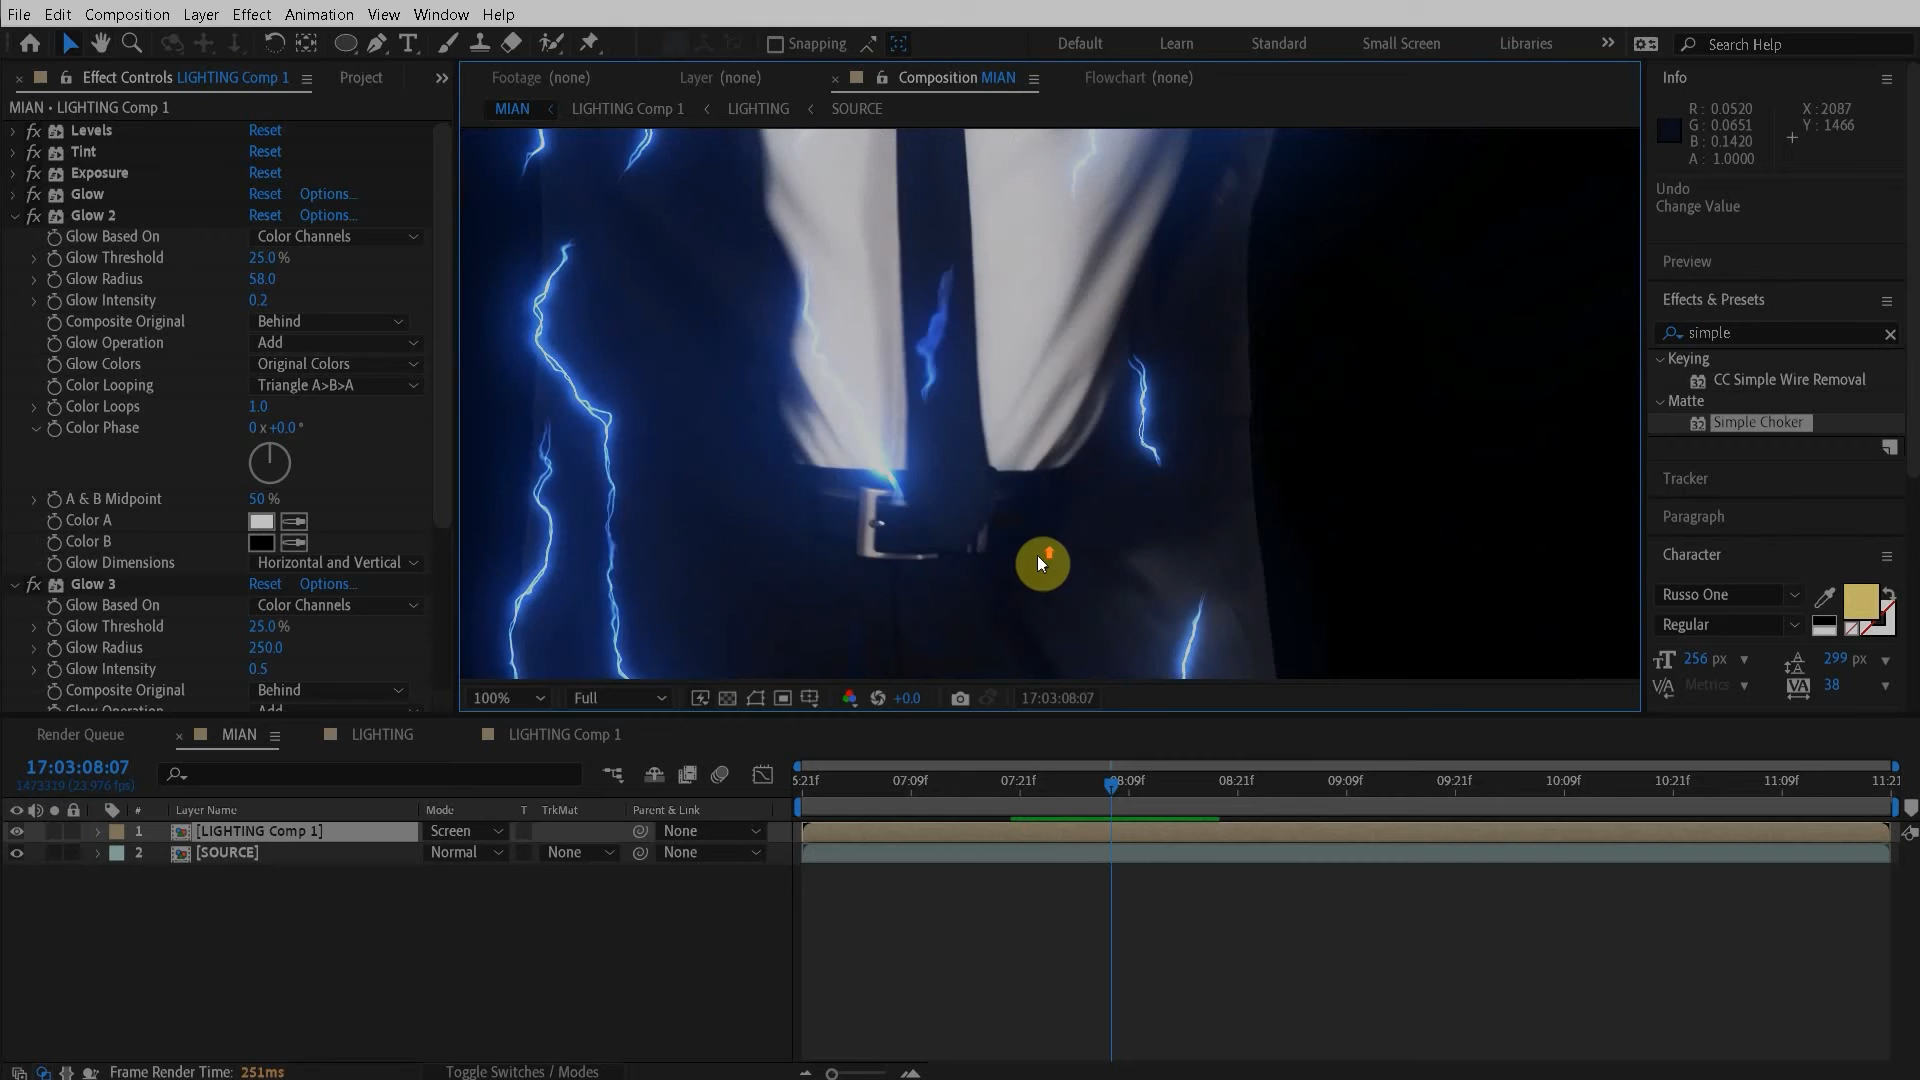 File Edit Composition Layer Effect Animation View Window Help
Snapping Default Learn Standard Small Screen Libraries Search Help
Effect Controls LIGHTING Comp 1 Project
MIAN • LIGHTING Comp 1
Levels Reset
Tint Reset
Exposure Reset
Glow Reset Options...
Glow 2 Reset Options...
Glow Based On Color Channels
Glow Threshold 25.0 %
Glow Radius 58.0
Glow Intensity 0.2
Composite Original Behind
Glow Operation Add
Glow Colors Original Colors
Color Looping Triangle A>B>A
Color Loops 1.0
Color Phase 0 x+0.0 °
A & B Midpoint 50 %
Color A
Color B
Glow Dimensions Horizontal and Vertical
Glow 3 Reset Options...
Glow Based On Color Channels
Glow Threshold 25.0 %
Glow Radius 250.0
Glow Intensity 0.5
Composite Original Behind
Glow Operation Add
Footage (none) Layer (none) Composition MIAN Flowchart (none)
MIAN LIGHTING Comp 1 LIGHTING SOURCE
100% Full +0.0 17:03:08:07
Info
R : 0.0520 X : 2087
G : 0.0651 Y : 1466
B : 0.1420
A : 1.0000
Undo
Change Value
Preview
Effects & Presets
simple
Keying
32 CC Simple Wire Removal
Matte
32 Simple Choker
Tracker
Paragraph
Character
Russo One
Regular
256 px 299 px
Metrics 38
Render Queue MIAN LIGHTING LIGHTING Comp 1
17:03:08:07
1473319 (23.976 fps)
5:21f 07:09f 07:21f 08:09f 08:21f 09:09f 09:21f 10:09f 10:21f 11:09f 11:21
# Layer Name Mode T TrkMat Parent & Link
1 [LIGHTING Comp 1] Screen None
2 [SOURCE] Normal None None
Frame Render Time: 251ms Toggle Switches / Modes